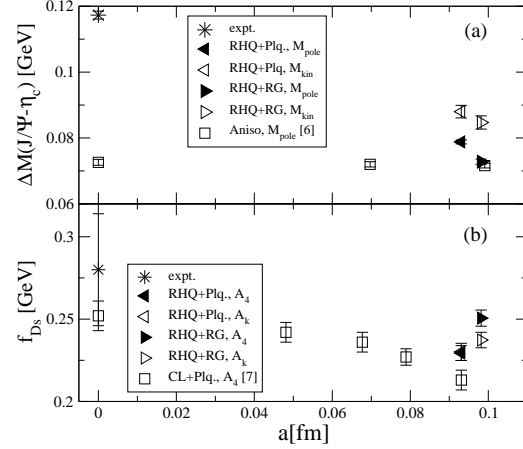 0.12
0.1
0.08
0.06
ΔM(J/Ψ-η_c) [GeV]
(a)
expt.
RHQ+Plq., M_pole
RHQ+Plq, M_kin
RHQ+RG, M_pole
RHQ+RG, M_kin
Aniso, M_pole [6]
0.3
0.25
0.2
f_Ds [GeV]
(b)
expt.
RHQ+Plq., A_4
RHQ+Plq., A_k
RHQ+RG, A_4
RHQ+RG, A_k
CL+Plq., A_4 [7]
0 0.02 0.04 0.06 0.08 0.1
a[fm]